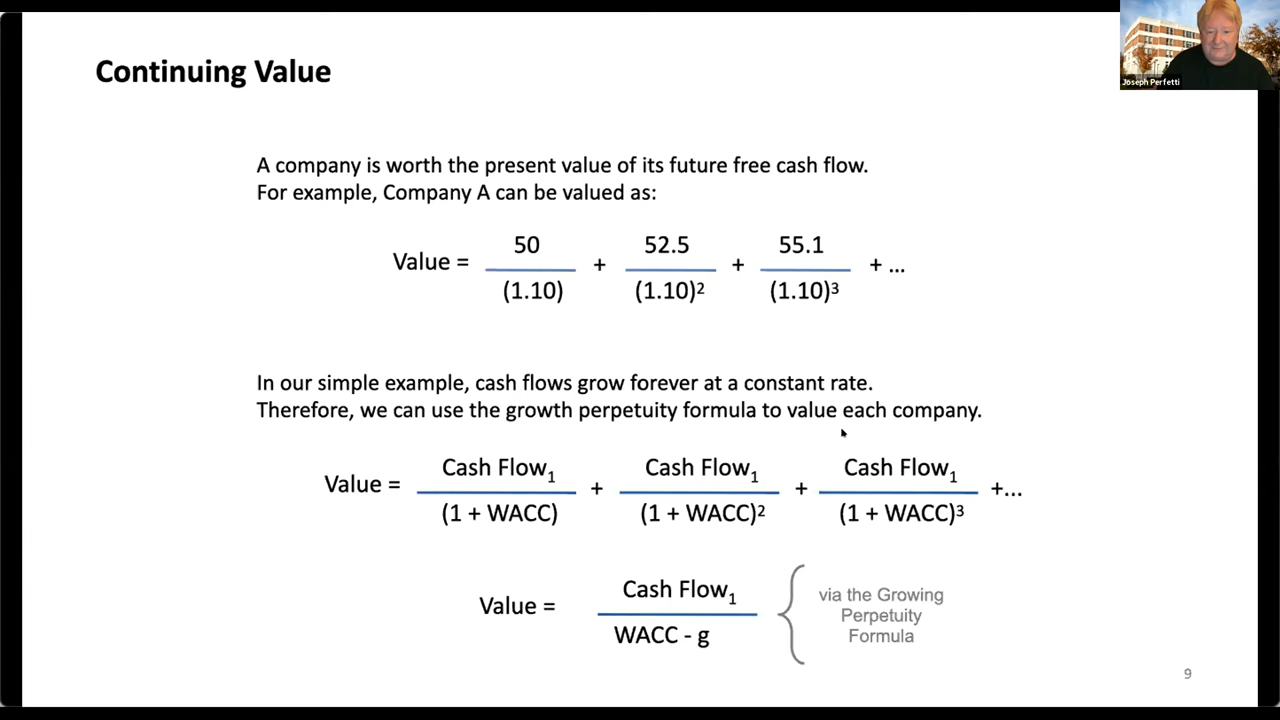 Continuing Value
Joseph Perfetti
A company is worth the present value of its future free cash flow.
For example, Company A can be valued as:
Value = 50 / (1.10) + 52.5 / (1.10)² + 55.1 / (1.10)³ + ...
In our simple example, cash flows grow forever at a constant rate.
Therefore, we can use the growth perpetuity formula to value each company.
Value = Cash Flow₁ / (1 + WACC) + Cash Flow₁ / (1 + WACC)² + Cash Flow₁ / (1 + WACC)³ +...
Value = Cash Flow₁ / WACC - g
via the Growing
Perpetuity
Formula
9